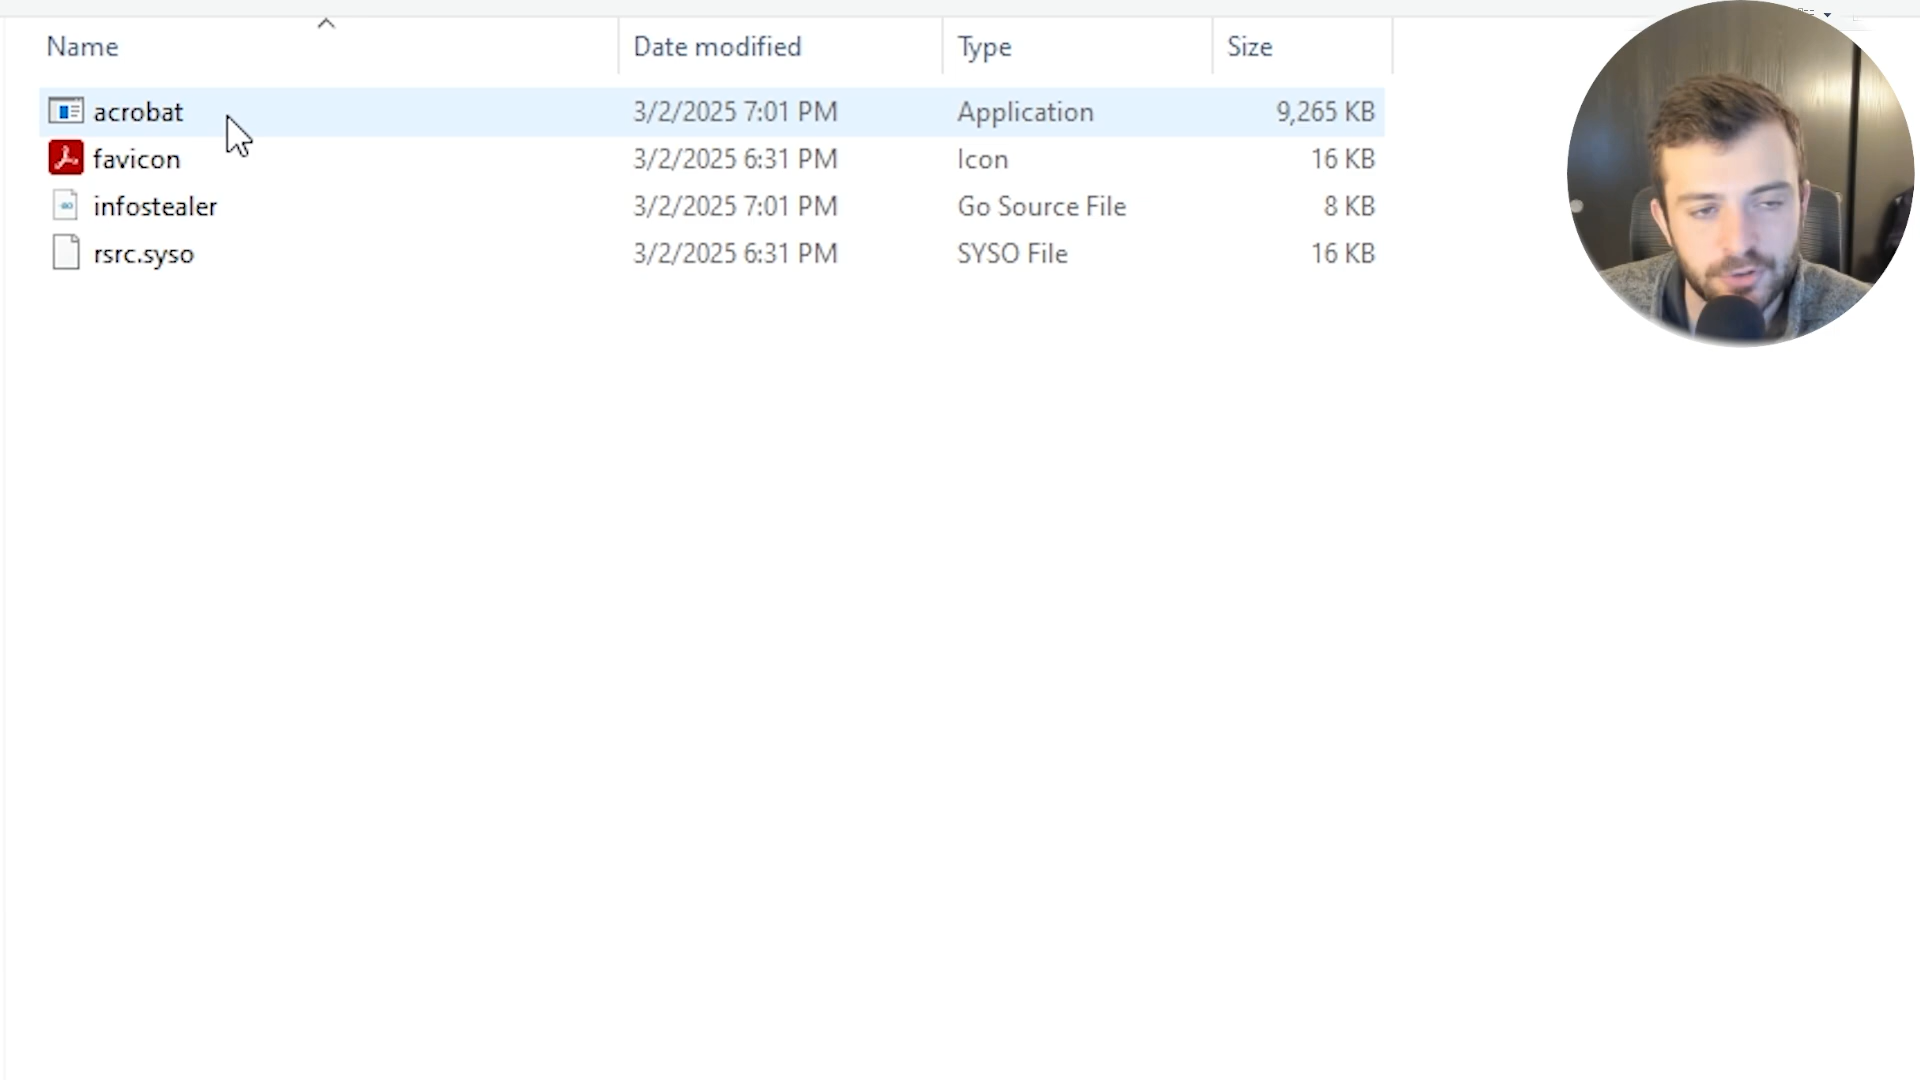 Name Date modified Type Size
acrobat 3/2/2025 7:01 PM Application 9,265 KB
favicon 3/2/2025 6:31 PM Icon 16 KB
infostealer 3/2/2025 7:01 PM Go Source File 8 KB
rsrc.syso 3/2/2025 6:31 PM SYSO File 16 KB